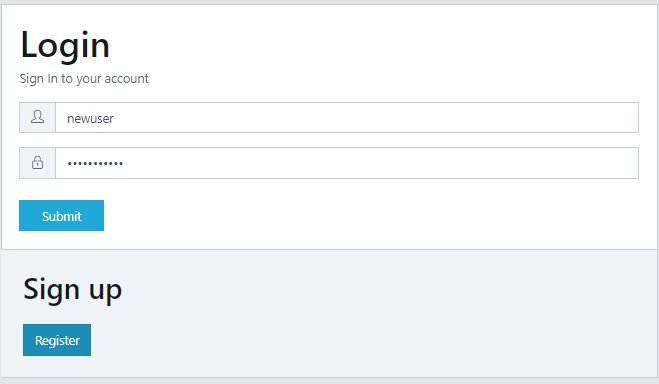 Login
Sign In to your account
newuser
•••••••••••
Submit
Sign up
Register